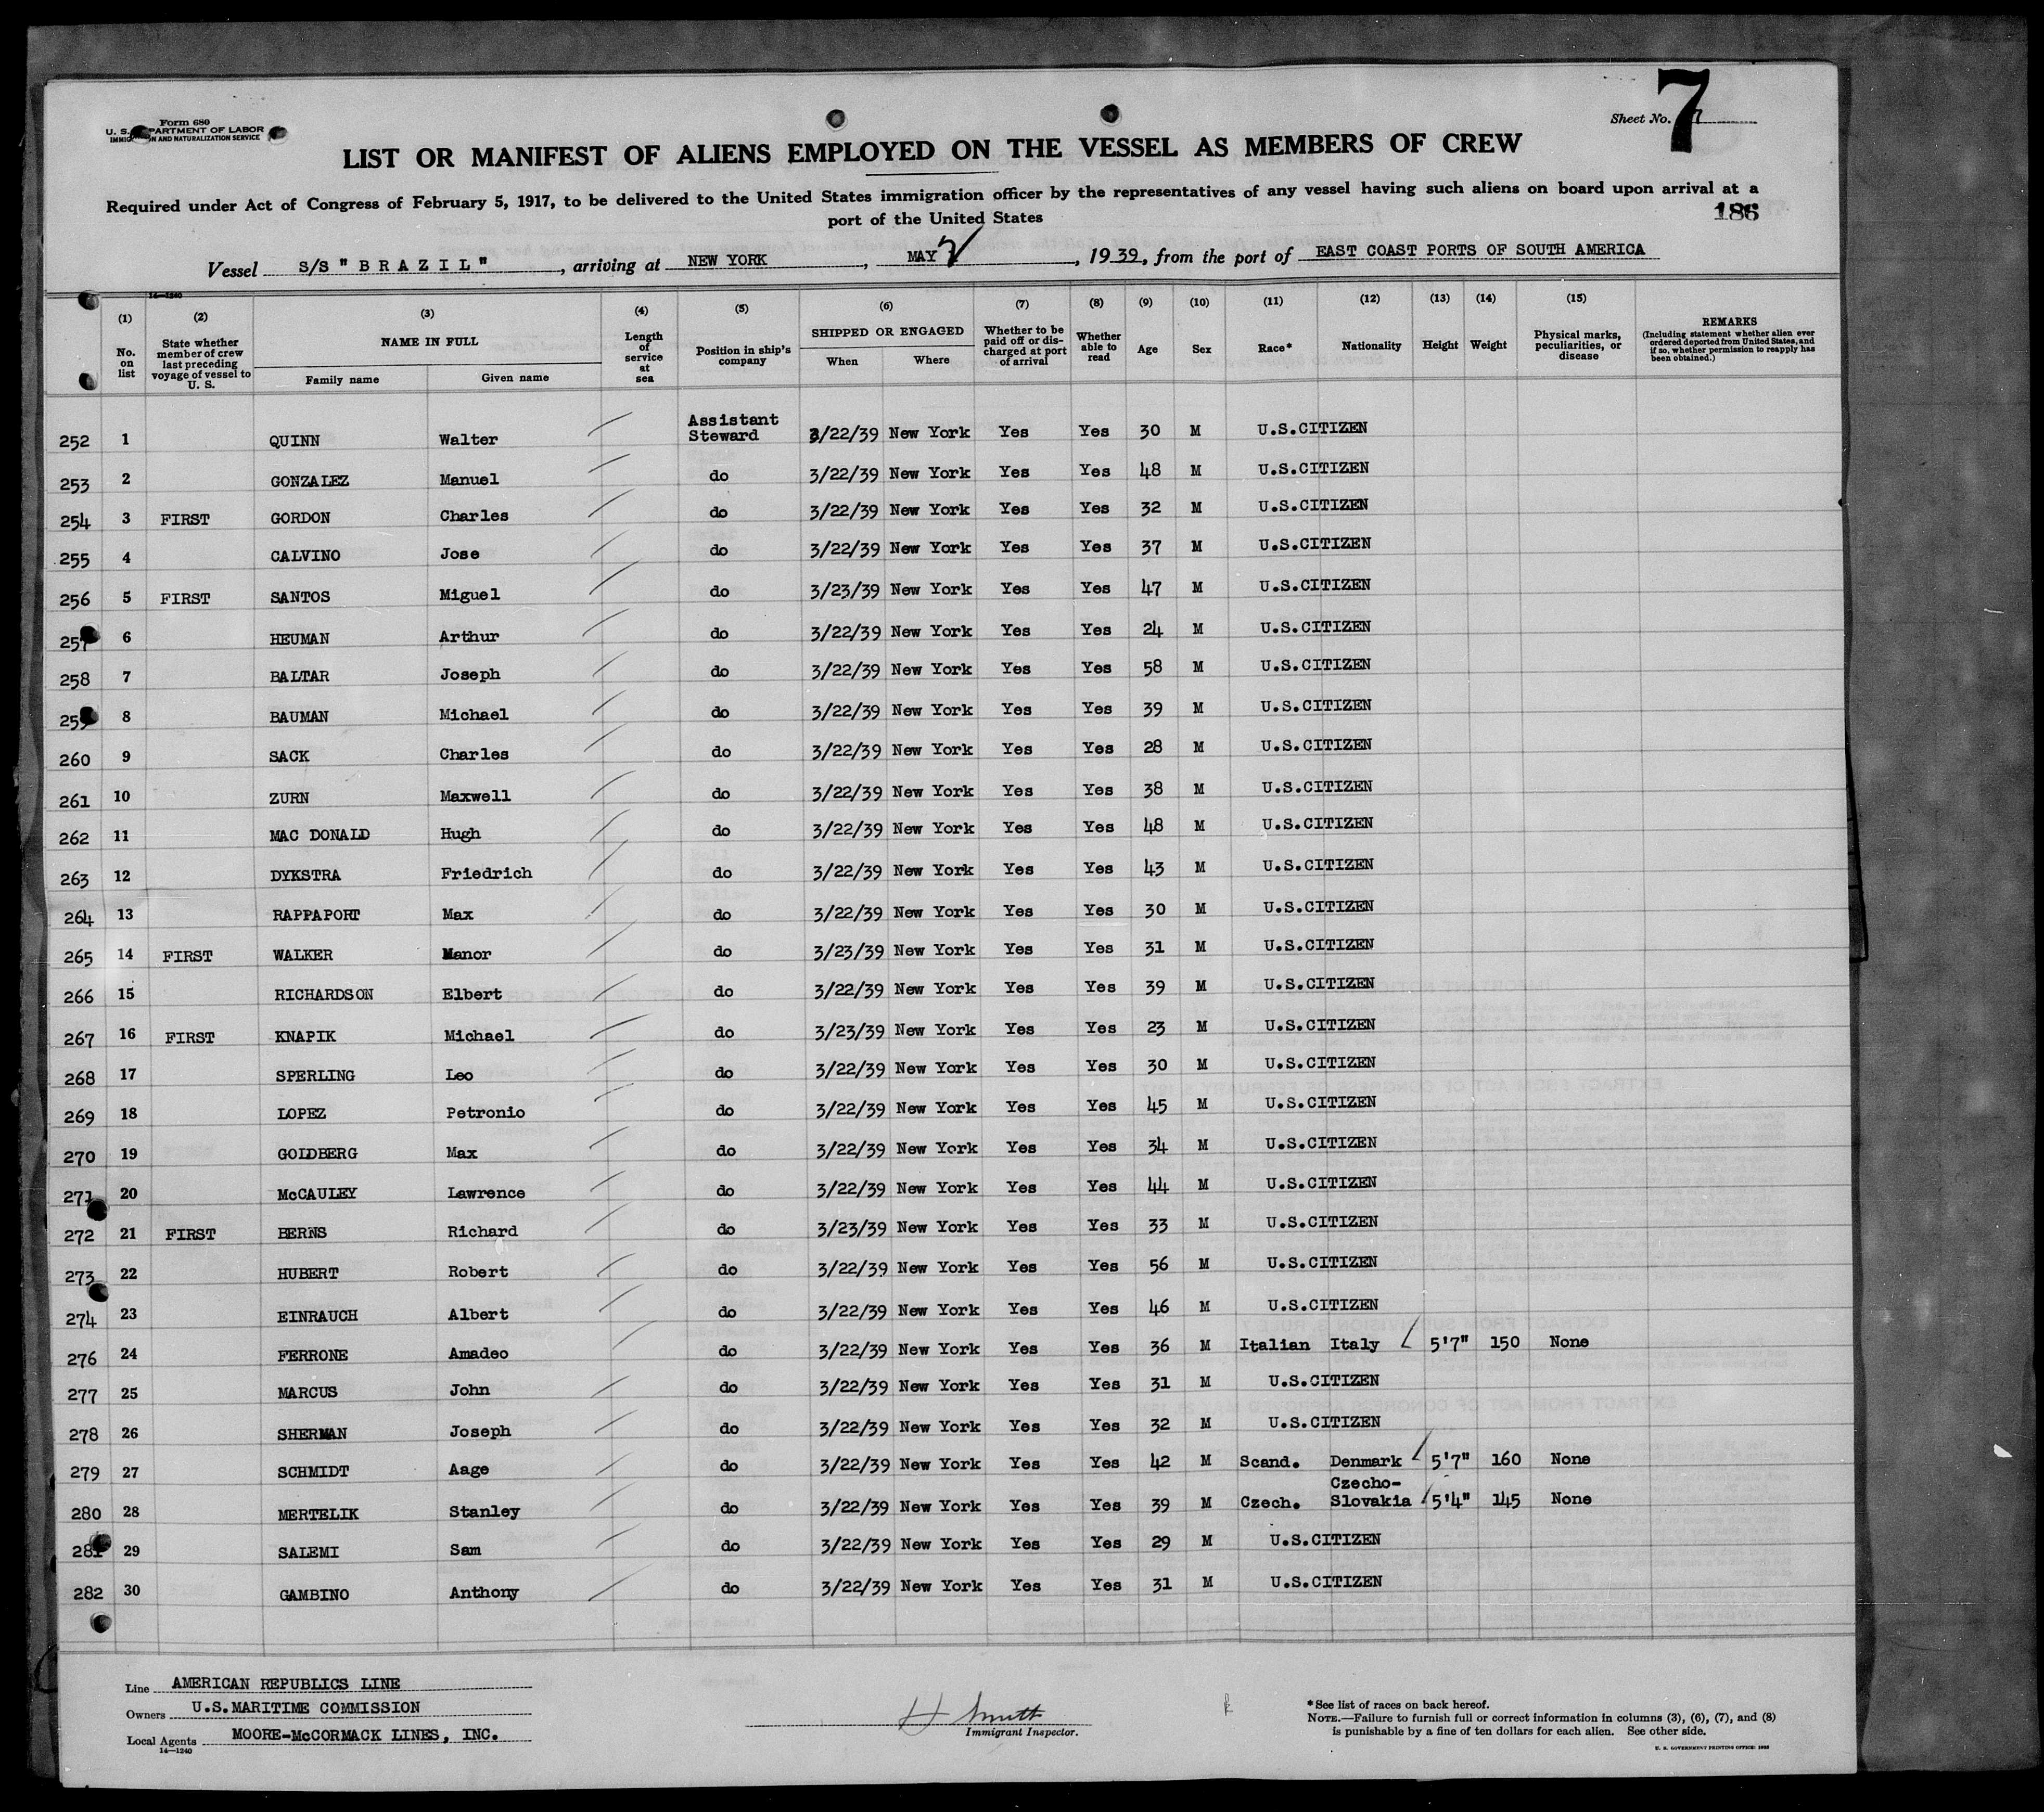 Form 680
U. S. DEPARTMENT OF LABOR
IMMIGRATION AND NATURALIZATION SERVICE
Sheet No. 7
7
LIST OR MANIFEST OF ALIENS EMPLOYED ON THE VESSEL AS MEMBERS OF CREW
Required under Act of Congress of February 5, 1917, to be delivered to the United States immigration officer by the representatives of any vessel having such aliens on board upon arrival at a
port of the United States
186
Vessel S/S " B R A Z I L ", arriving at NEW YORK, MAY 2, 1939, from the port of EAST COAST PORTS OF SOUTH AMERICA
14—1240
(1) No. on list (2) State whether member of crew last preceding voyage of vessel to U. S. (3) NAME IN FULL Family name Given name (4) Length of service at sea (5) Position in ship's company (6) SHIPPED OR ENGAGED When Where (7) Whether to be paid off or discharged at port of arrival (8) Whether able to read (9) Age (10) Sex (11) Race* (12) Nationality (13) Height (14) Weight (15) Physical marks, peculiarities, or disease REMARKS (Including statement whether alien ever ordered deported from United States, and if so, whether permission to reapply has been obtained.)
252 1 QUINN Walter Assistant Steward 3/22/39 New York Yes Yes 30 M U.S.CITIZEN
253 2 GONZALEZ Manuel do 3/22/39 New York Yes Yes 48 M U.S.CITIZEN
254 3 FIRST GORDON Charles do 3/22/39 New York Yes Yes 32 M U.S.CITIZEN
255 4 CALVINO Jose do 3/22/39 New York Yes Yes 37 M U.S.CITIZEN
256 5 FIRST SANTOS Miguel do 3/23/39 New York Yes Yes 47 M U.S.CITIZEN
257 6 HEUMAN Arthur do 3/22/39 New York Yes Yes 24 M U.S.CITIZEN
258 7 BALTAR Joseph do 3/22/39 New York Yes Yes 58 M U.S.CITIZEN
259 8 BAUMAN Michael do 3/22/39 New York Yes Yes 39 M U.S.CITIZEN
260 9 SACK Charles do 3/22/39 New York Yes Yes 28 M U.S.CITIZEN
261 10 ZURN Maxwell do 3/22/39 New York Yes Yes 38 M U.S.CITIZEN
262 11 MAC DONALD Hugh do 3/22/39 New York Yes Yes 48 M U.S.CITIZEN
263 12 DYKSTRA Friedrich do 3/22/39 New York Yes Yes 43 M U.S.CITIZEN
264 13 RAPPAPORT Max do 3/22/39 New York Yes Yes 30 M U.S.CITIZEN
265 14 FIRST WALKER Manor do 3/23/39 New York Yes Yes 31 M U.S.CITIZEN
266 15 RICHARDSON Elbert do 3/22/39 New York Yes Yes 39 M U.S.CITIZEN
267 16 FIRST KNAPIK Michael do 3/23/39 New York Yes Yes 23 M U.S.CITIZEN
268 17 SPERLING Leo do 3/22/39 New York Yes Yes 30 M U.S.CITIZEN
269 18 LOPEZ Petronio do 3/22/39 New York Yes Yes 45 M U.S.CITIZEN
270 19 GOLDBERG Max do 3/22/39 New York Yes Yes 34 M U.S.CITIZEN
271 20 McCAULEY Lawrence do 3/22/39 New York Yes Yes 44 M U.S.CITIZEN
272 21 FIRST BERNS Richard do 3/23/39 New York Yes Yes 33 M U.S.CITIZEN
273 22 HUBERT Robert do 3/22/39 New York Yes Yes 56 M U.S.CITIZEN
274 23 EINRAUCH Albert do 3/22/39 New York Yes Yes 46 M U.S.CITIZEN
276 24 FERRONE Amadeo do 3/22/39 New York Yes Yes 36 M Italian Italy 5'7" 150 None
277 25 MARCUS John do 3/22/39 New York Yes Yes 31 M U.S.CITIZEN
278 26 SHERMAN Joseph do 3/22/39 New York Yes Yes 32 M U.S.CITIZEN
279 27 SCHMIDT Aage do 3/22/39 New York Yes Yes 42 M Scand. Denmark 5'7" 160 None
280 28 MERTELIK Stanley do 3/22/39 New York Yes Yes 39 M Czech. Czecho-Slovakia 5'4" 145 None
281 29 SALEMI Sam do 3/22/39 New York Yes Yes 29 M U.S.CITIZEN
282 30 GAMBINO Anthony do 3/22/39 New York Yes Yes 31 M U.S.CITIZEN
Line AMERICAN REPUBLICS LINE
Owners U.S.MARITIME COMMISSION
Local Agents MOORE-McCORMACK LINES, INC.
14—1240
H Smith
Immigrant Inspector.
*See list of races on back hereof.
NOTE.—Failure to furnish full or correct information in columns (3), (6), (7), and (8)
is punishable by a fine of ten dollars for each alien. See other side.
U. S. GOVERNMENT PRINTING OFFICE: